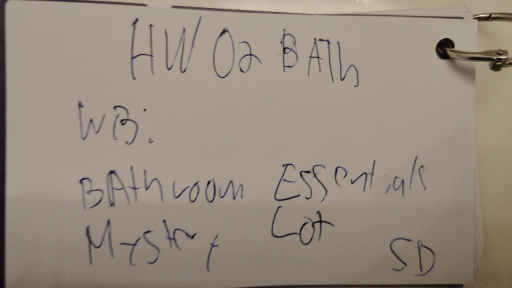 HW 02 BATh
WB:
BAthroom Essentials
Mystery Lot
SD